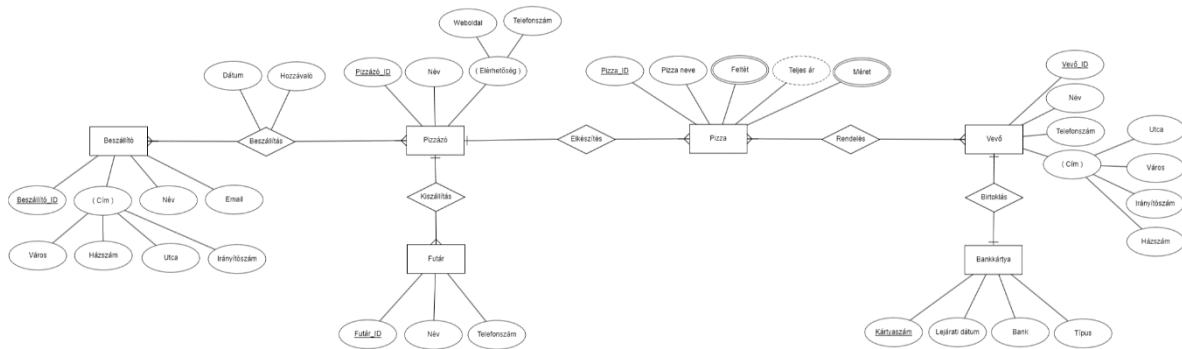 Weboldal
Telefonszám
Dátum
Hozzávaló
Pizzázó_ID
Név
( Elérhetőség )
Pizza_ID
Pizza neve
Feltét
Teljes ár
Méret
Vevő_ID
Név
Telefonszám
Utca
( Cím )
Város
Irányítószám
Házszám
Beszállító
Beszállítás
Pizzázó
Elkészítés
Pizza
Rendelés
Vevő
Beszállító_ID
( Cím )
Név
Email
Kiszállítás
Birtoklás
Város
Házszám
Utca
Irányítószám
Futár
Bankkártya
Futár_ID
Név
Telefonszám
Kártyaszám
Lejárati dátum
Bank
Típus